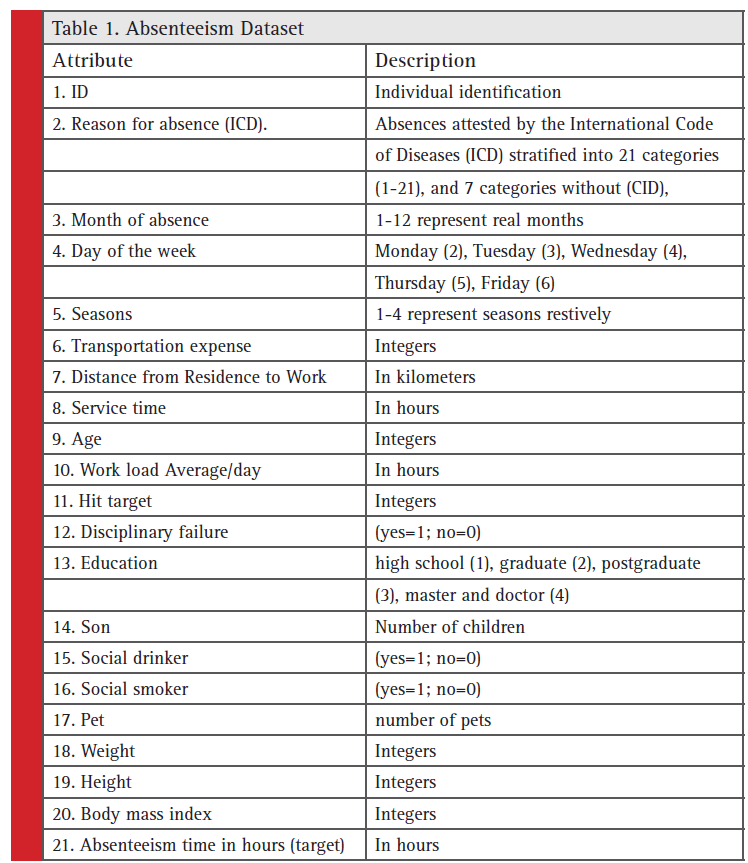 Table 1. Absenteeism Dataset
Attribute Description
1. ID Individual identification
2. Reason for absence (ICD). Absences attested by the International Code
of Diseases (ICD) stratified into 21 categories
(1-21), and 7 categories without (CID),
3. Month of absence 1-12 represent real months
4. Day of the week Monday (2), Tuesday (3), Wednesday (4),
Thursday (5), Friday (6)
5. Seasons 1-4 represent seasons restively
6. Transportation expense Integers
7. Distance from Residence to Work In kilometers
8. Service time In hours
9. Age Integers
10. Work load Average/day In hours
11. Hit target Integers
12. Disciplinary failure (yes=1; no=0)
13. Education high school (1), graduate (2), postgraduate
(3), master and doctor (4)
14. Son Number of children
15. Social drinker (yes=1; no=0)
16. Social smoker (yes=1; no=0)
17. Pet number of pets
18. Weight Integers
19. Height Integers
20. Body mass index Integers
21. Absenteeism time in hours (target) In hours